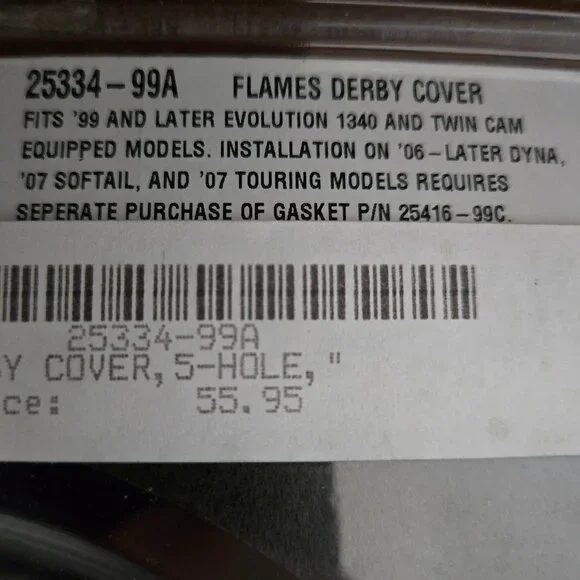 25334-99A FLAMES DERBY COVER
FITS '99 AND LATER EVOLUTION 1340 AND TWIN CAM
EQUIPPED MODELS. INSTALLATION ON '06-LATER DYNA,
'07 SOFTAIL, AND '07 TOURING MODELS REQUIRES
SEPERATE PURCHASE OF GASKET P/N 25416-99C.
25334-99A
Y COVER, 5-HOLE, "
ce: 55.95